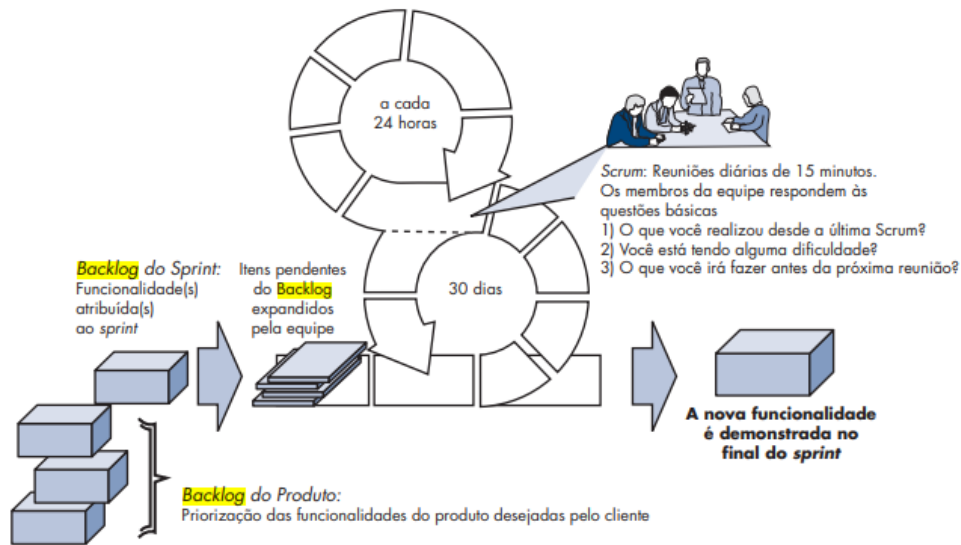 a cada
24 horas
Scrum: Reuniões diárias de 15 minutos.
Os membros da equipe respondem às
questões básicas
1) O que você realizou desde a última Scrum?
2) Você está tendo alguma dificuldade?
3) O que você irá fazer antes da próxima reunião?
Backlog do Sprint:
Funcionalidade(s)
atribuída(s)
ao sprint
Itens pendentes
do Backlog
expandidos
pela equipe
30 dias
A nova funcionalidade
é demonstrada no
final do sprint
Backlog do Produto:
Priorização das funcionalidades do produto desejadas pelo cliente